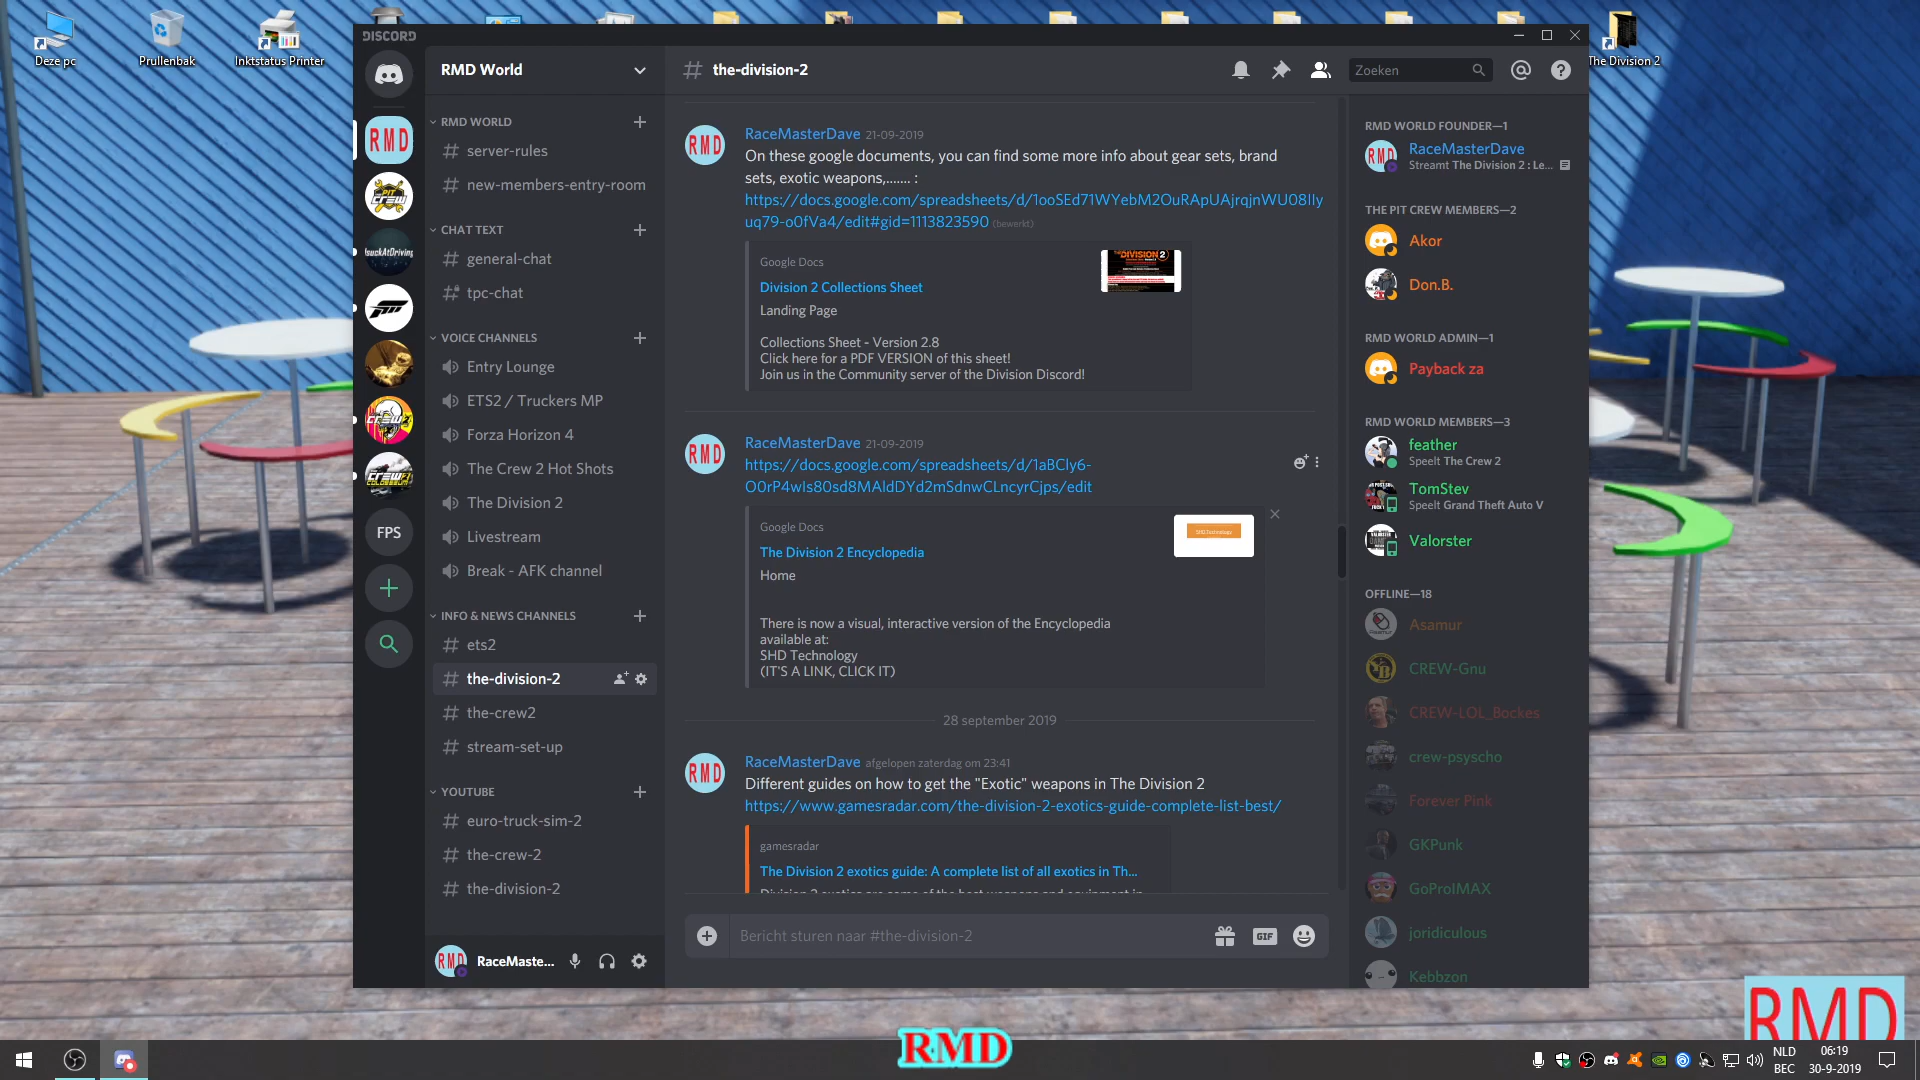 Deze pc
Prullenbak
Inktstatus Printer
The Division 2
DISCORD
RMD World
the-division-2
Zoeken
RMD
FPS
RMD WORLD
server-rules
new-members-entry-room
CHAT TEXT
general-chat
tpc-chat
VOICE CHANNELS
Entry Lounge
ETS2 / Truckers MP
Forza Horizon 4
The Crew 2 Hot Shots
The Division 2
Livestream
Break - AFK channel
INFO & NEWS CHANNELS
ets2
the-division-2
the-crew2
stream-set-up
YOUTUBE
euro-truck-sim-2
the-crew-2
the-division-2
RMD
RaceMaste...
RMD
RaceMasterDave 21-09-2019
On these google documents, you can find some more info about gear sets, brand
sets, exotic weapons,....... :
https://docs.google.com/spreadsheets/d/1ooSEd71WYebM2OuRApUAjrqjnWU08IIy
uq79-o0fVa4/edit#gid=1113823590 (bewerkt)
Google Docs
Division 2 Collections Sheet
Landing Page
Collections Sheet - Version 2.8
Click here for a PDF VERSION of this sheet!
Join us in the Community server of the Division Discord!
RMD
RaceMasterDave 21-09-2019
https://docs.google.com/spreadsheets/d/1aBCly6-
O0rP4wIs80sd8MAldDYd2mSdnwCLncyrCjps/edit
Google Docs
The Division 2 Encyclopedia
Home
SHD Technology
There is now a visual, interactive version of the Encyclopedia
available at:
SHD Technology
(IT'S A LINK, CLICK IT)
28 september 2019
RMD
RaceMasterDave afgelopen zaterdag om 23:41
Different guides on how to get the "Exotic" weapons in The Division 2
https://www.gamesradar.com/the-division-2-exotics-guide-complete-list-best/
gamesradar
The Division 2 exotics guide: A complete list of all exotics in Th...
Bericht sturen naar #the-division-2
GIF
RMD WORLD FOUNDER—1
RMD
RaceMasterDave
Streamt The Division 2 : Le...
THE PIT CREW MEMBERS—2
Akor
Don.B.
RMD WORLD ADMIN—1
Payback za
RMD WORLD MEMBERS—3
feather
Speelt The Crew 2
TomStev
Speelt Grand Theft Auto V
Valorster
OFFLINE—18
Asamur
CREW-Gnu
CREW-LOL_Bockes
crew-psyscho
Forever Pink
GKPunk
GoProIMAX
joridiculous
Kebbzon
RMD
RMD
NLD
BEC
06:19
30-9-2019